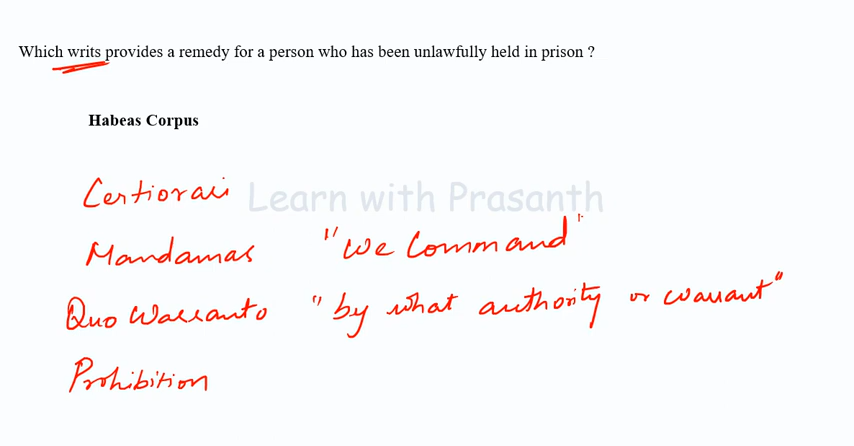 Which writs provides a remedy for a person who has been unlawfully held in prison ?
Habeas Corpus
Certiorari
Learn with Prasanth
Mandamas "We Command"
Quo Warranto "by what authority or warrant"
Prohibition